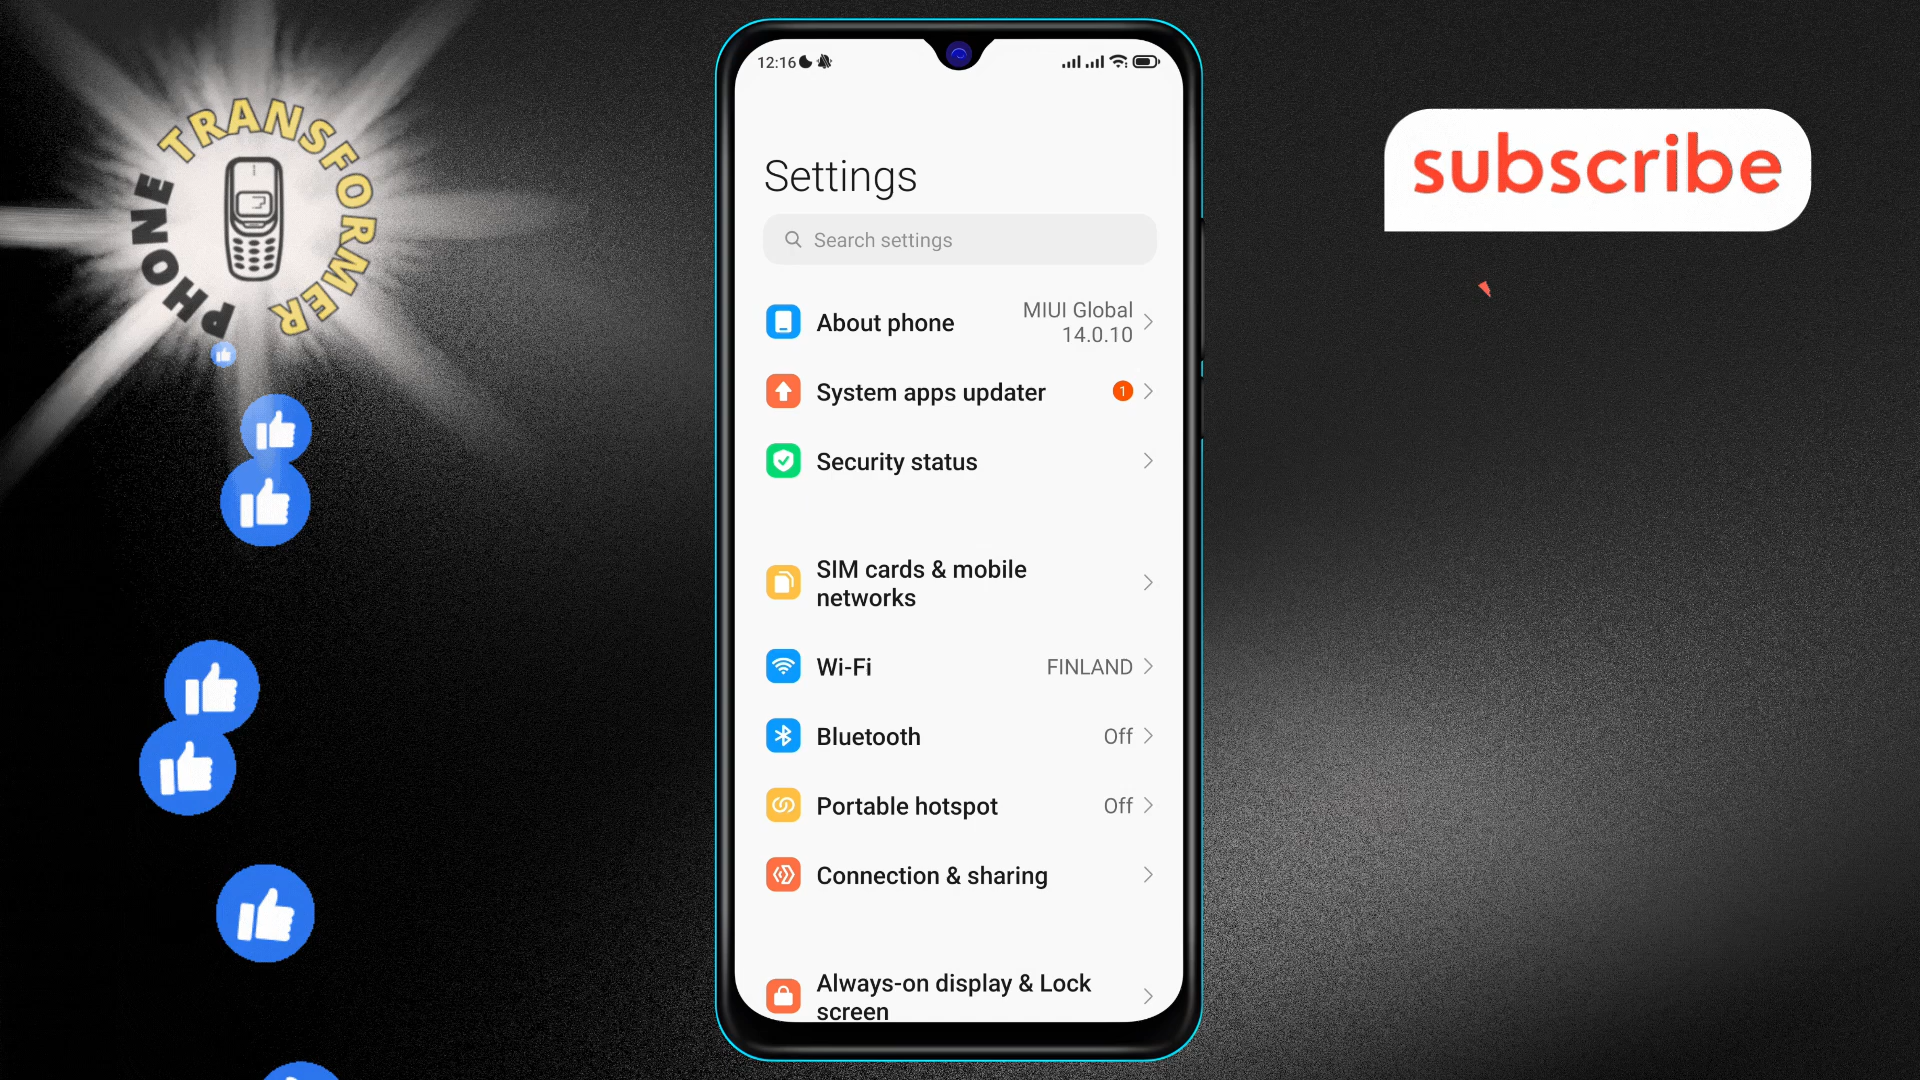 PHONE TRANSFORMER
12:16
Settings
Search settings
About phone
MIUI Global
14.0.10
System apps updater
1
Security status
SIM cards & mobile
networks
Wi-Fi
FINLAND
Bluetooth
Off
Portable hotspot
Off
Connection & sharing
Always-on display & Lock
screen
subscribe